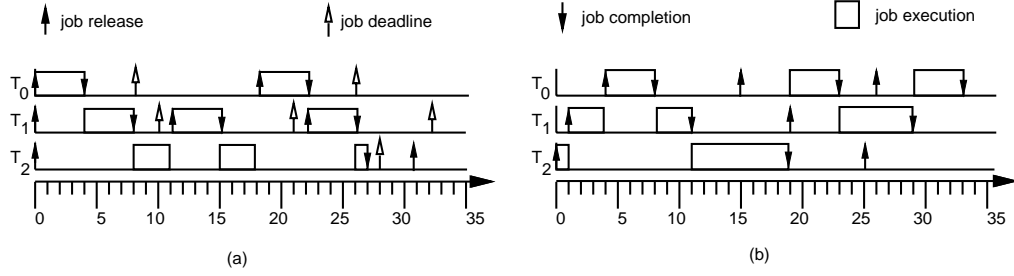 job release
job deadline
job completion
job execution
T0
T1
T2
0 5 10 15 20 25 30 35
(a)
T0
T1
T2
0 5 10 15 20 25 30 35
(b)